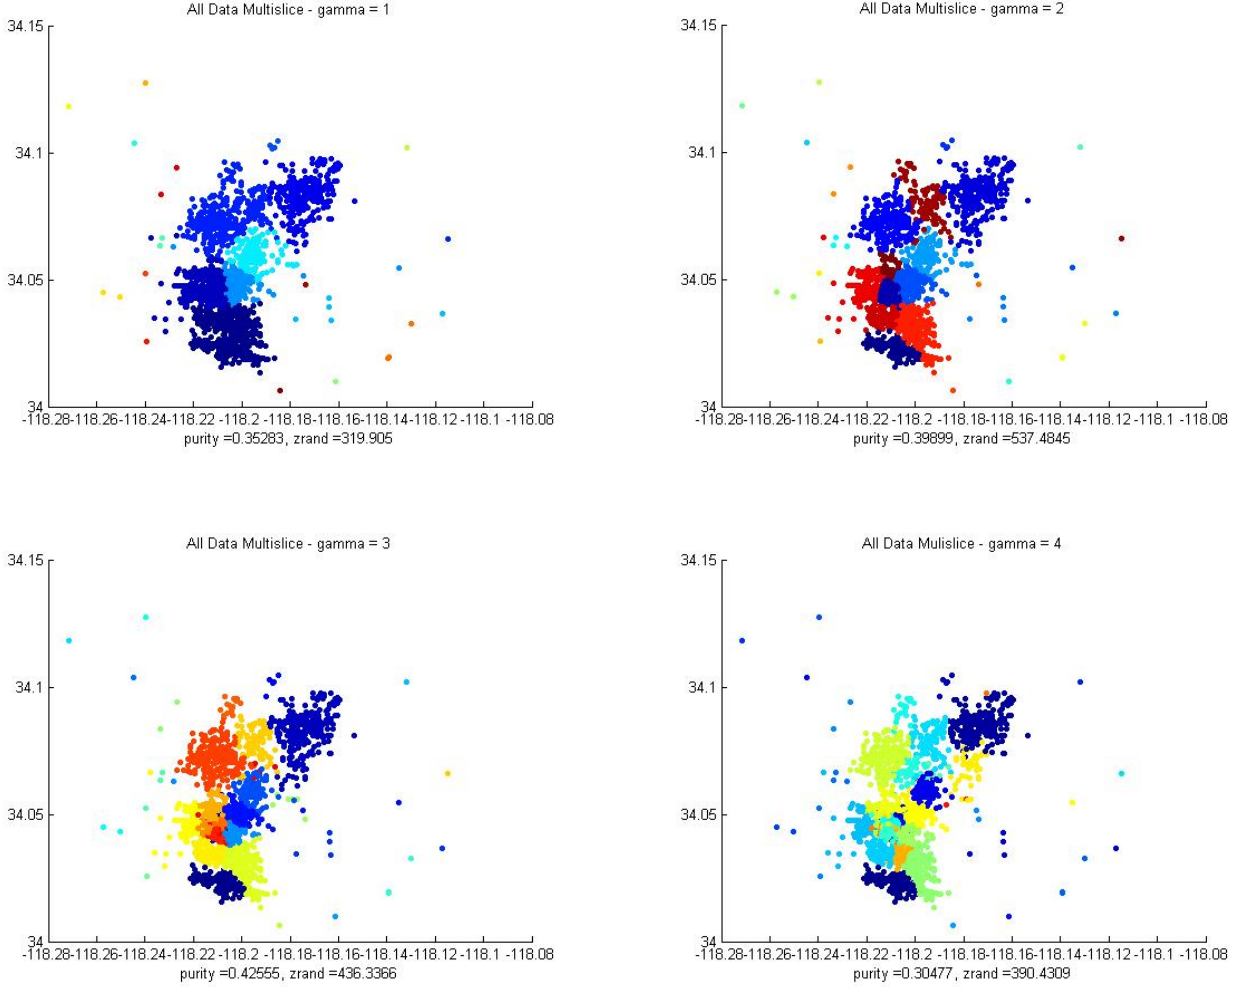 All Data Multislice - gamma = 1
34.15
34.1
34.05
34
-118.28-118.26-118.24-118.22 -118.2 -118.18-118.16-118.14-118.12 -118.1 -118.08
purity =0.35283, zrand =319.905
All Data Multislice - gamma = 2
34.15
34.1
34.05
34
-118.28-118.26-118.24-118.22 -118.2 -118.18-118.16-118.14-118.12 -118.1 -118.08
purity =0.39899, zrand =537.4845
All Data Multislice - gamma = 3
34.15
34.1
34.05
34
-118.28-118.26-118.24-118.22 -118.2 -118.18-118.16-118.14-118.12 -118.1 -118.08
purity =0.42555, zrand =436.3366
All Data Mulislice - gamma = 4
34.15
34.1
34.05
34
-118.28-118.26-118.24-118.22 -118.2 -118.18-118.16-118.14-118.12 -118.1 -118.08
purity =0.30477, zrand =390.4309